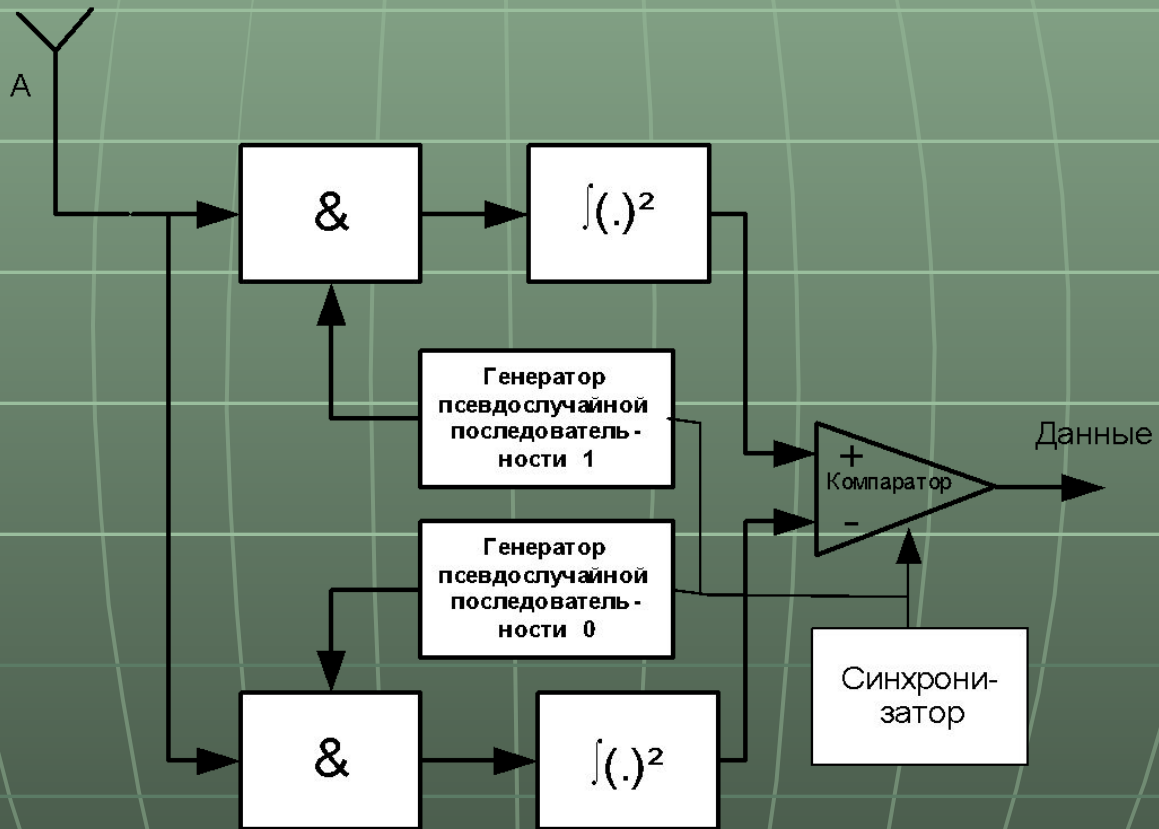 А
&
∫(.)²
Генератор
псевдослучайной
последователь-
ности 1
Данные
+
Компаратор
-
Генератор
псевдослучайной
последователь-
ности 0
Синхрони-
затор
&
∫(.)²